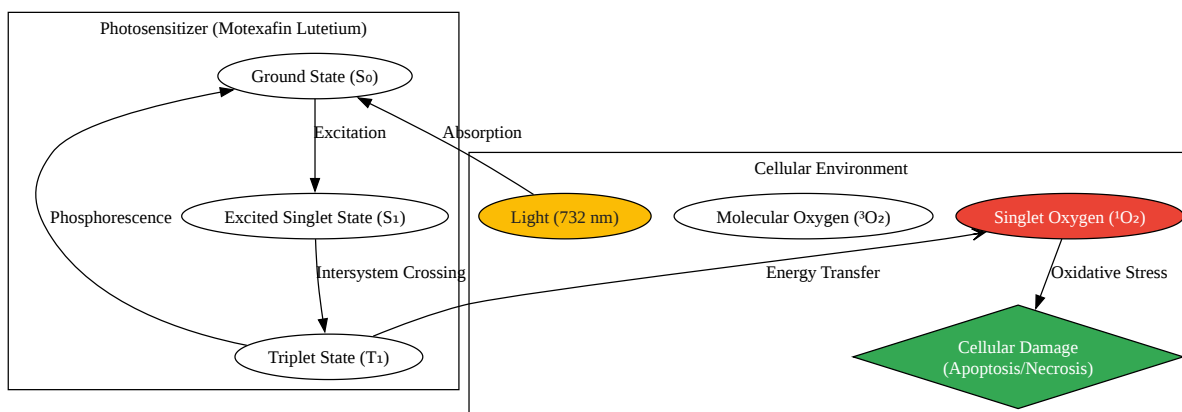 Photosensitizer (Motexafin Lutetium)
Ground State (S₀)
Excitation
Absorption
Cellular Environment
Phosphorescence
Excited Singlet State (S₁)
Light (732 nm)
Molecular Oxygen (³O₂)
Singlet Oxygen (¹O₂)
Intersystem Crossing
Energy Transfer
Oxidative Stress
Triplet State (T₁)
Cellular Damage
(Apoptosis/Necrosis)